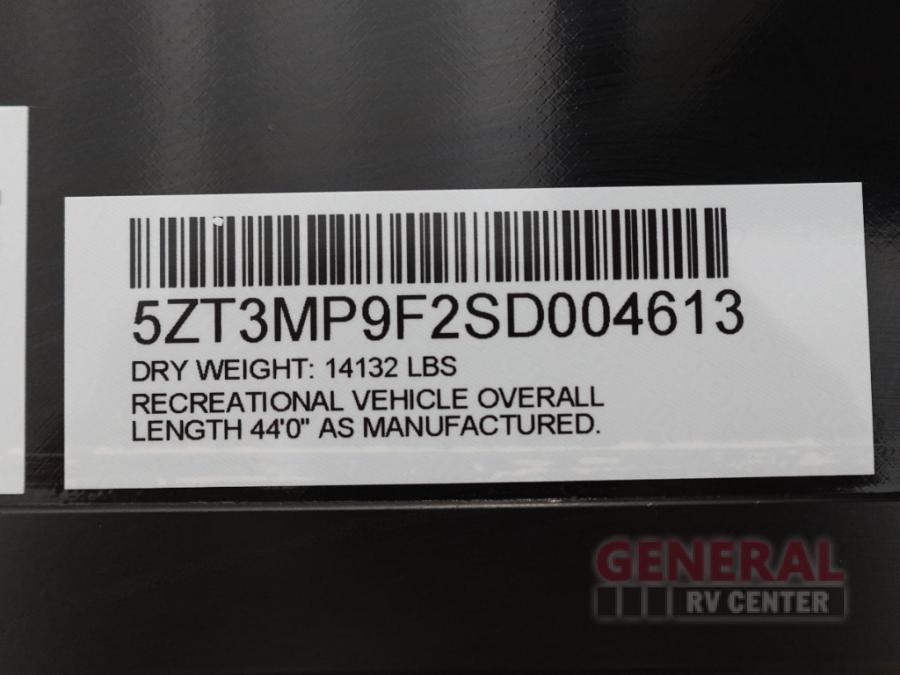 5ZT3MP9F2SD004613
DRY WEIGHT: 14132 LBS
RECREATIONAL VEHICLE OVERALL
LENGTH 44'0" AS MANUFACTURED.
GENERAL
RV CENTER